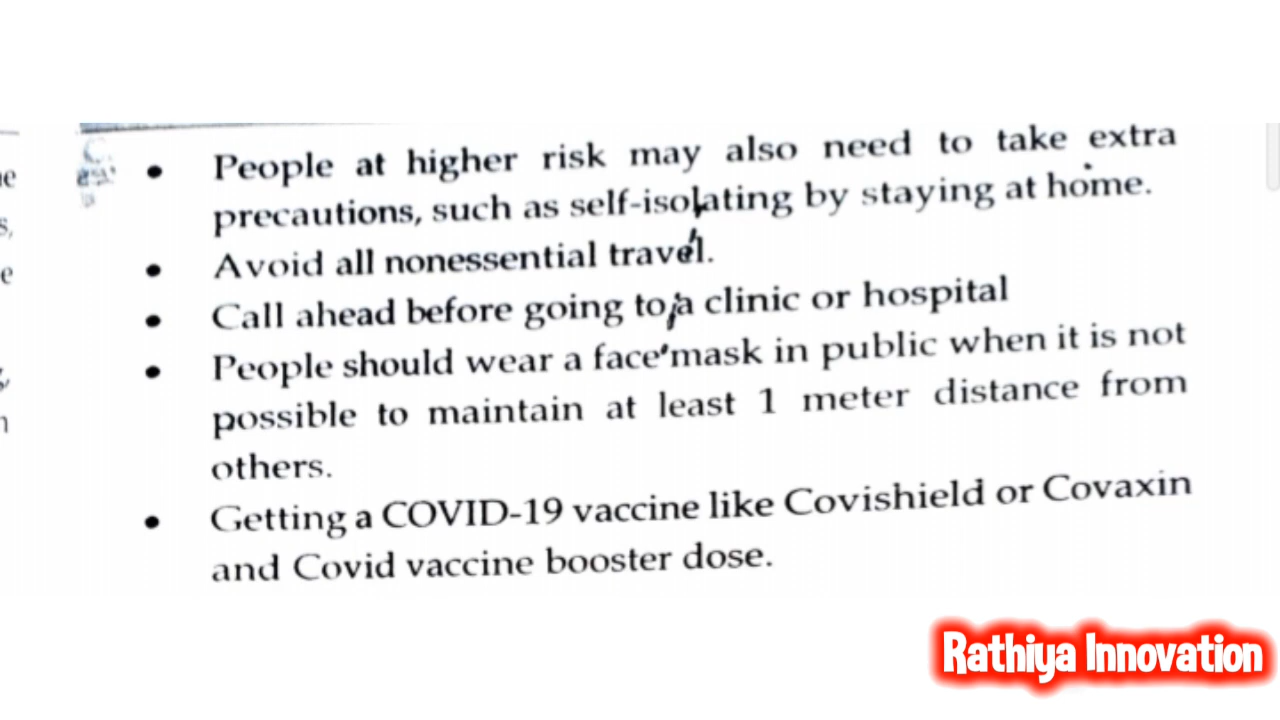 • People at higher risk may also need to take extra
precautions, such as self-isolating by staying at home.
• Avoid all nonessential travel.
• Call ahead before going to a clinic or hospital
• People should wear a face mask in public when it is not
possible to maintain at least 1 meter distance from
others.
• Getting a COVID-19 vaccine like Covishield or Covaxin
and Covid vaccine booster dose.
Rathiya Innovation